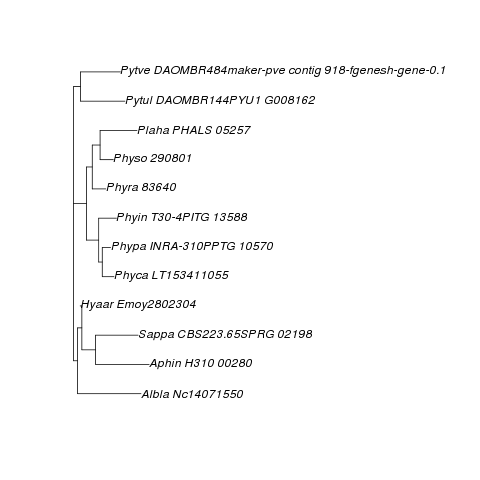 Pytve DAOMBR484maker-pve contig 918-fgenesh-gene-0.1
Pytul DAOMBR144PYU1 G008162
Plaha PHALS 05257
Physo 290801
Phyra 83640
Phyin T30-4PITG 13588
Phypa INRA-310PPTG 10570
Phyca LT153411055
Hyaar Emoy2802304
Sappa CBS223.65SPRG 02198
Aphin H310 00280
Albla Nc14071550